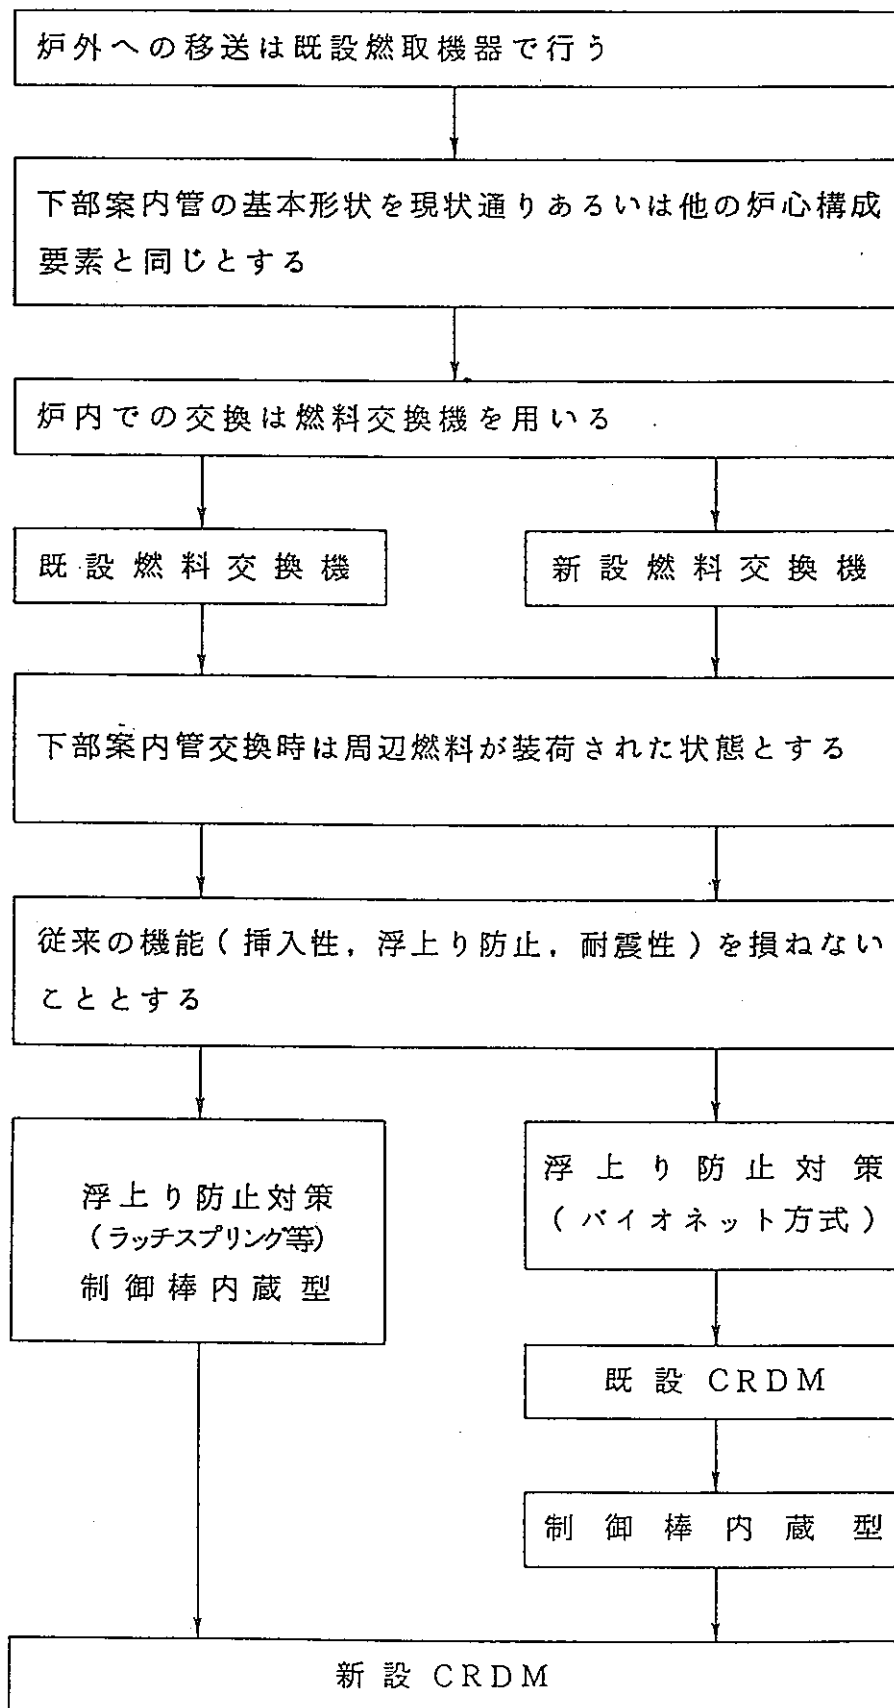 炉外への移送は既設燃取機器で行う
下部案内管の基本形状を現状通りあるいは他の炉心構成
要素と同じとする
炉内での交換は燃料交換機を用いる
既設燃料交換機
新設燃料交換機
下部案内管交換時は周辺燃料が装荷された状態とする
従来の機能(挿入性,浮上り防止,耐震性)を損ねない
こととする
浮上り防止対策
(ラッチスプリング等)
制御棒内蔵型
浮上り防止対策
(バイオネット方式)
既設CRDM
制御棒内蔵型
新設CRDM